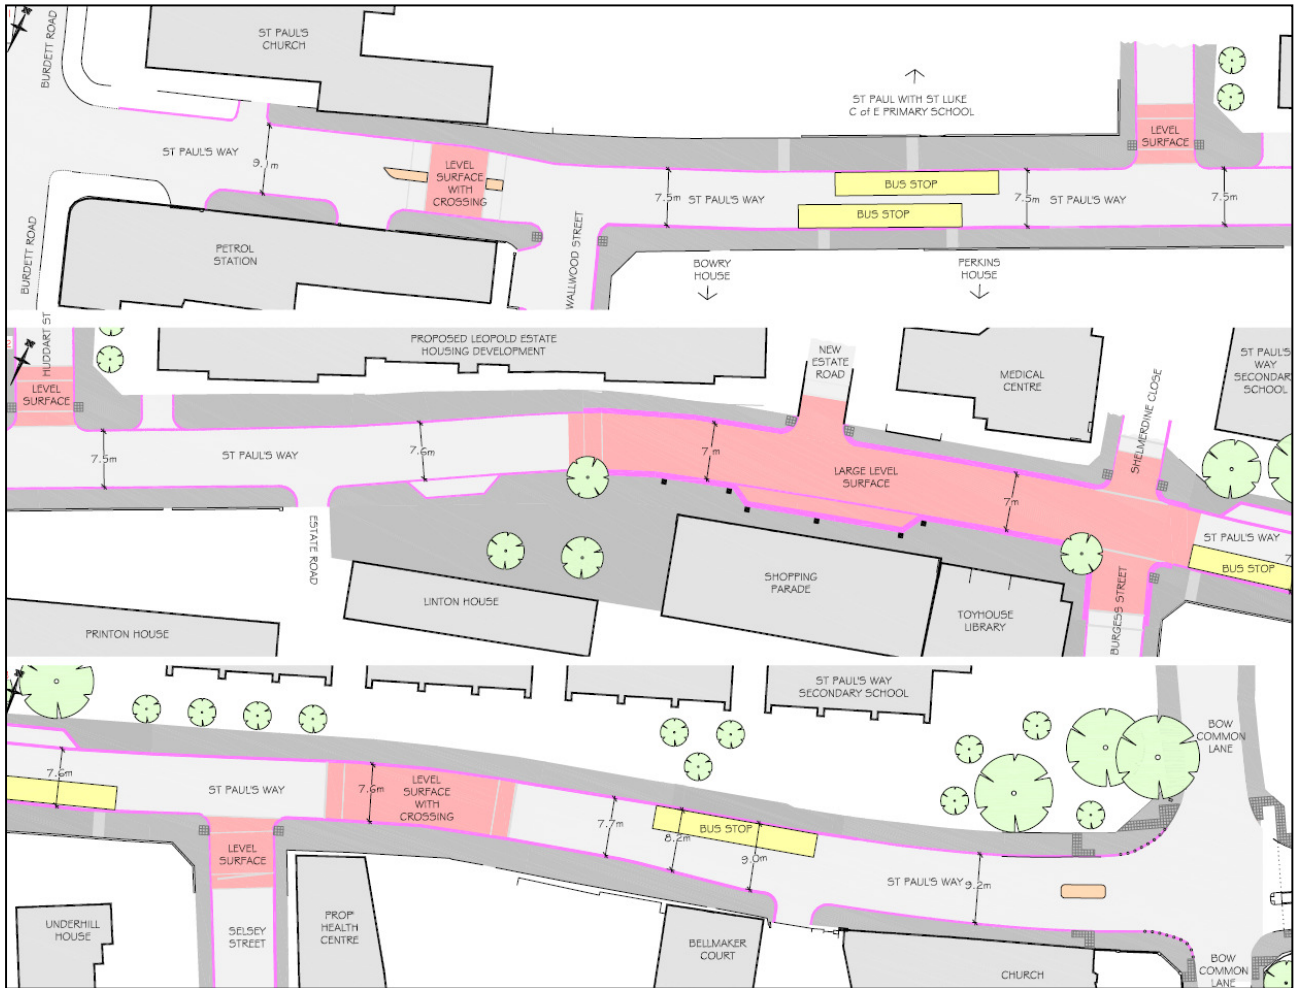 BURDETT ROAD
ST PAUL'S
CHURCH
ST PAUL WITH ST LUKE
C of E PRIMARY SCHOOL
LEVEL
SURFACE
ST PAUL'S WAY
LEVEL
SURFACE
WITH
CROSSING
7.5m
ST PAUL'S WAY
BUS STOP
BUS STOP
7.5m
ST PAUL'S WAY
7.5m
BURDETT ROAD
PETROL
STATION
WALLWOOD STREET
BOWRY
HOUSE
PERKINS
HOUSE
HUDDART ST
LEVEL
SURFACE
PROPOSED LEOPOLD ESTATE
HOUSING DEVELOPMENT
NEW
ESTATE
ROAD
MEDICAL
CENTRE
SHELMERDINE CLOSE
ST PAUL'S
WAY
SECONDARY
SCHOOL
7.5m
ST PAUL'S WAY
7.6m
7m
LARGE LEVEL
SURFACE
7m
ST PAUL'S WAY
BUS STOP
ESTATE ROAD
LINTON HOUSE
SHOPPING
PARADE
TOYHOUSE
LIBRARY
BURGESS STREET
PRINTON HOUSE
ST PAUL'S WAY
SECONDARY SCHOOL
BOW
COMMON
LANE
7.6m
ST PAUL'S WAY
7.6m
LEVEL
SURFACE
WITH
CROSSING
7.7m
8.2m
BUS STOP
9.0m
ST PAUL'S WAY
9.2m
LEVEL
SURFACE
UNDERHILL
HOUSE
SELSEY
STREET
PROP
HEALTH
CENTRE
BELLMAKER
COURT
CHURCH
BOW
COMMON
LANE